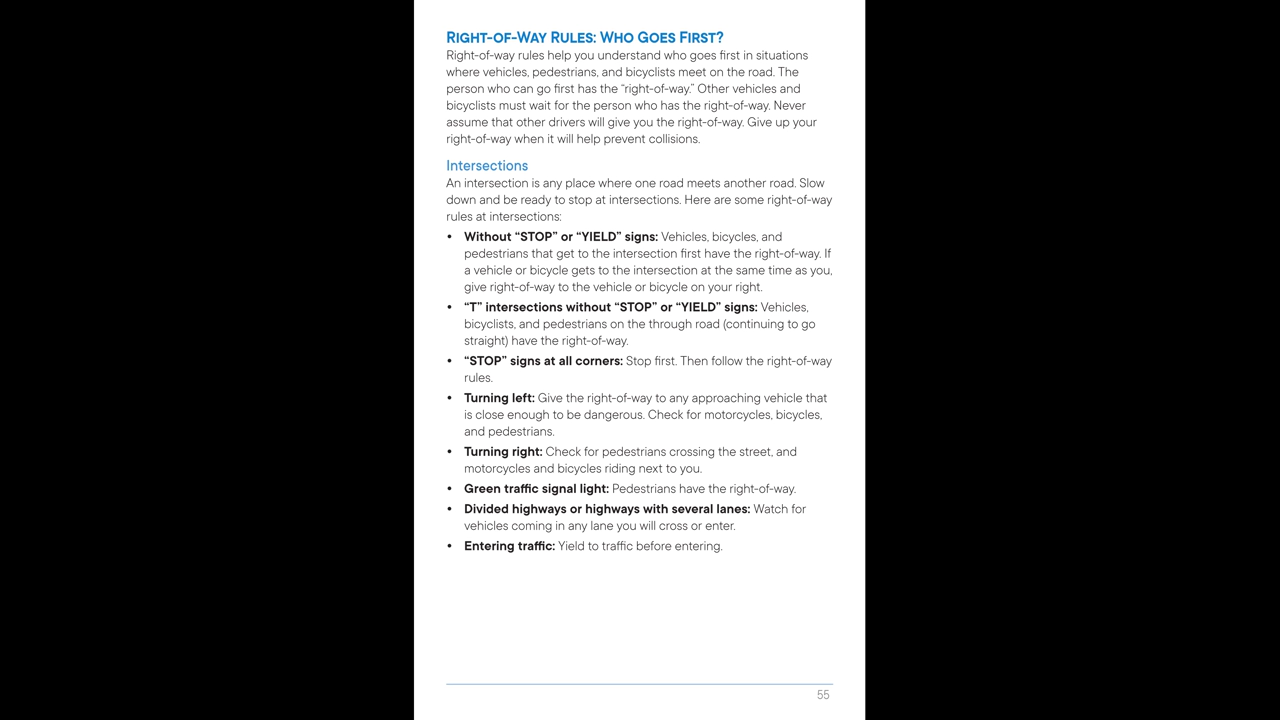 RIGHT-OF-WAY RULES: WHO GOES FIRST?
Right-of-way rules help you understand who goes first in situations
where vehicles, pedestrians, and bicyclists meet on the road. The
person who can go first has the “right-of-way.” Other vehicles and
bicyclists must wait for the person who has the right-of-way. Never
assume that other drivers will give you the right-of-way. Give up your
right-of-way when it will help prevent collisions.
Intersections
An intersection is any place where one road meets another road. Slow
down and be ready to stop at intersections. Here are some right-of-way
rules at intersections:
• Without “STOP” or “YIELD” signs: Vehicles, bicycles, and
pedestrians that get to the intersection first have the right-of-way. If
a vehicle or bicycle gets to the intersection at the same time as you,
give right-of-way to the vehicle or bicycle on your right.
• “T” intersections without “STOP” or “YIELD” signs: Vehicles,
bicyclists, and pedestrians on the through road (continuing to go
straight) have the right-of-way.
• “STOP” signs at all corners: Stop first. Then follow the right-of-way
rules.
• Turning left: Give the right-of-way to any approaching vehicle that
is close enough to be dangerous. Check for motorcycles, bicycles,
and pedestrians.
• Turning right: Check for pedestrians crossing the street, and
motorcycles and bicycles riding next to you.
• Green traffic signal light: Pedestrians have the right-of-way.
• Divided highways or highways with several lanes: Watch for
vehicles coming in any lane you will cross or enter.
• Entering traffic: Yield to traffic before entering.
55